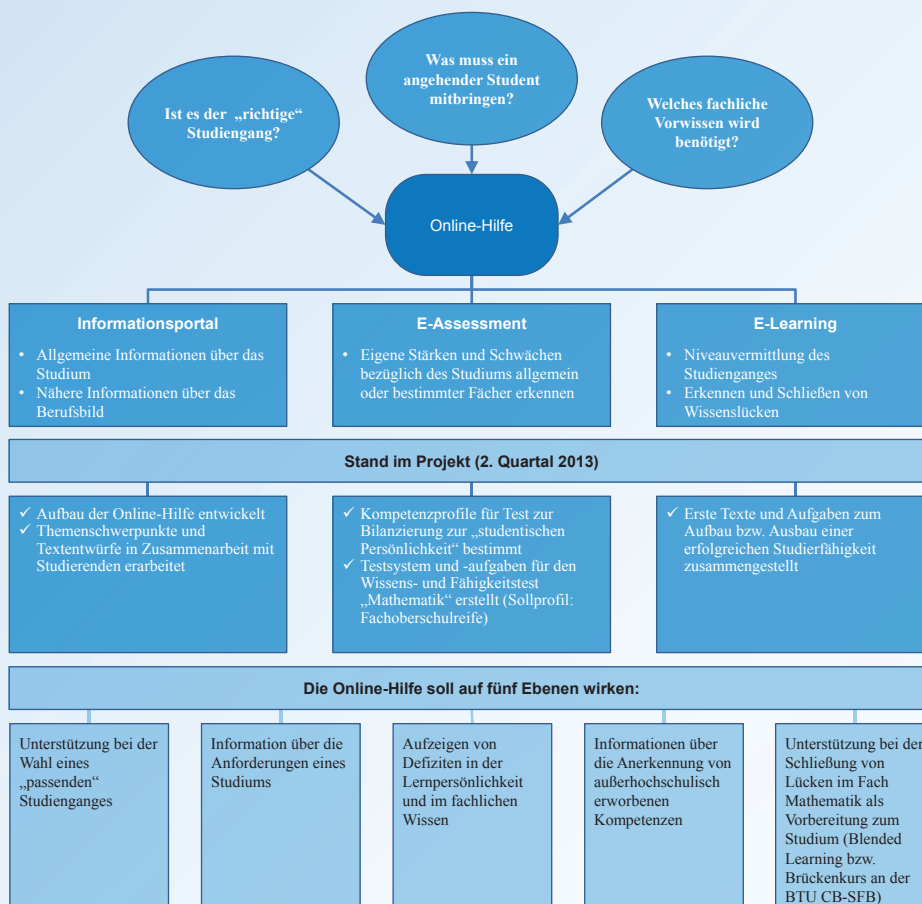 Was muss ein
angehender Student
mitbringen?
Ist es der „richtige“
Studiengang?
Welches fachliche
Vorwissen wird
benötigt?
Online-Hilfe
Informationsportal
• Allgemeine Informationen über das
Studium
• Nähere Informationen über das
Berufsbild
E-Assessment
• Eigene Stärken und Schwächen
bezüglich des Studiums allgemein
oder bestimmter Fächer erkennen
E-Learning
• Niveauvermittlung des
Studienganges
• Erkennen und Schließen von
Wissenslücken
Stand im Projekt (2. Quartal 2013)
✓ Aufbau der Online-Hilfe entwickelt
✓ Themenschwerpunkte und
Textentwürfe in Zusammenarbeit mit
Studierenden erarbeitet
✓ Kompetenzprofile für Test zur
Bilanzierung zur „studentischen
Persönlichkeit“ bestimmt
✓ Testsystem und -aufgaben für den
Wissens- und Fähigkeitstest
„Mathematik“ erstellt (Sollprofil:
Fachoberschulreife)
✓ Erste Texte und Aufgaben zum
Aufbau bzw. Ausbau einer
erfolgreichen Studierfähigkeit
zusammengestellt
Die Online-Hilfe soll auf fünf Ebenen wirken:
Unterstützung bei der
Wahl eines
„passenden“
Studienganges
Information über die
Anforderungen eines
Studiums
Aufzeigen von
Defiziten in der
Lernpersönlichkeit
und im fachlichen
Wissen
Informationen über
die Anerkennung von
außerhochschulisch
erworbenen
Kompetenzen
Unterstützung bei der
Schließung von
Lücken im Fach
Mathematik als
Vorbereitung zum
Studium (Blended
Learning bzw.
Brückenkurs an der
BTU CB-SFB)